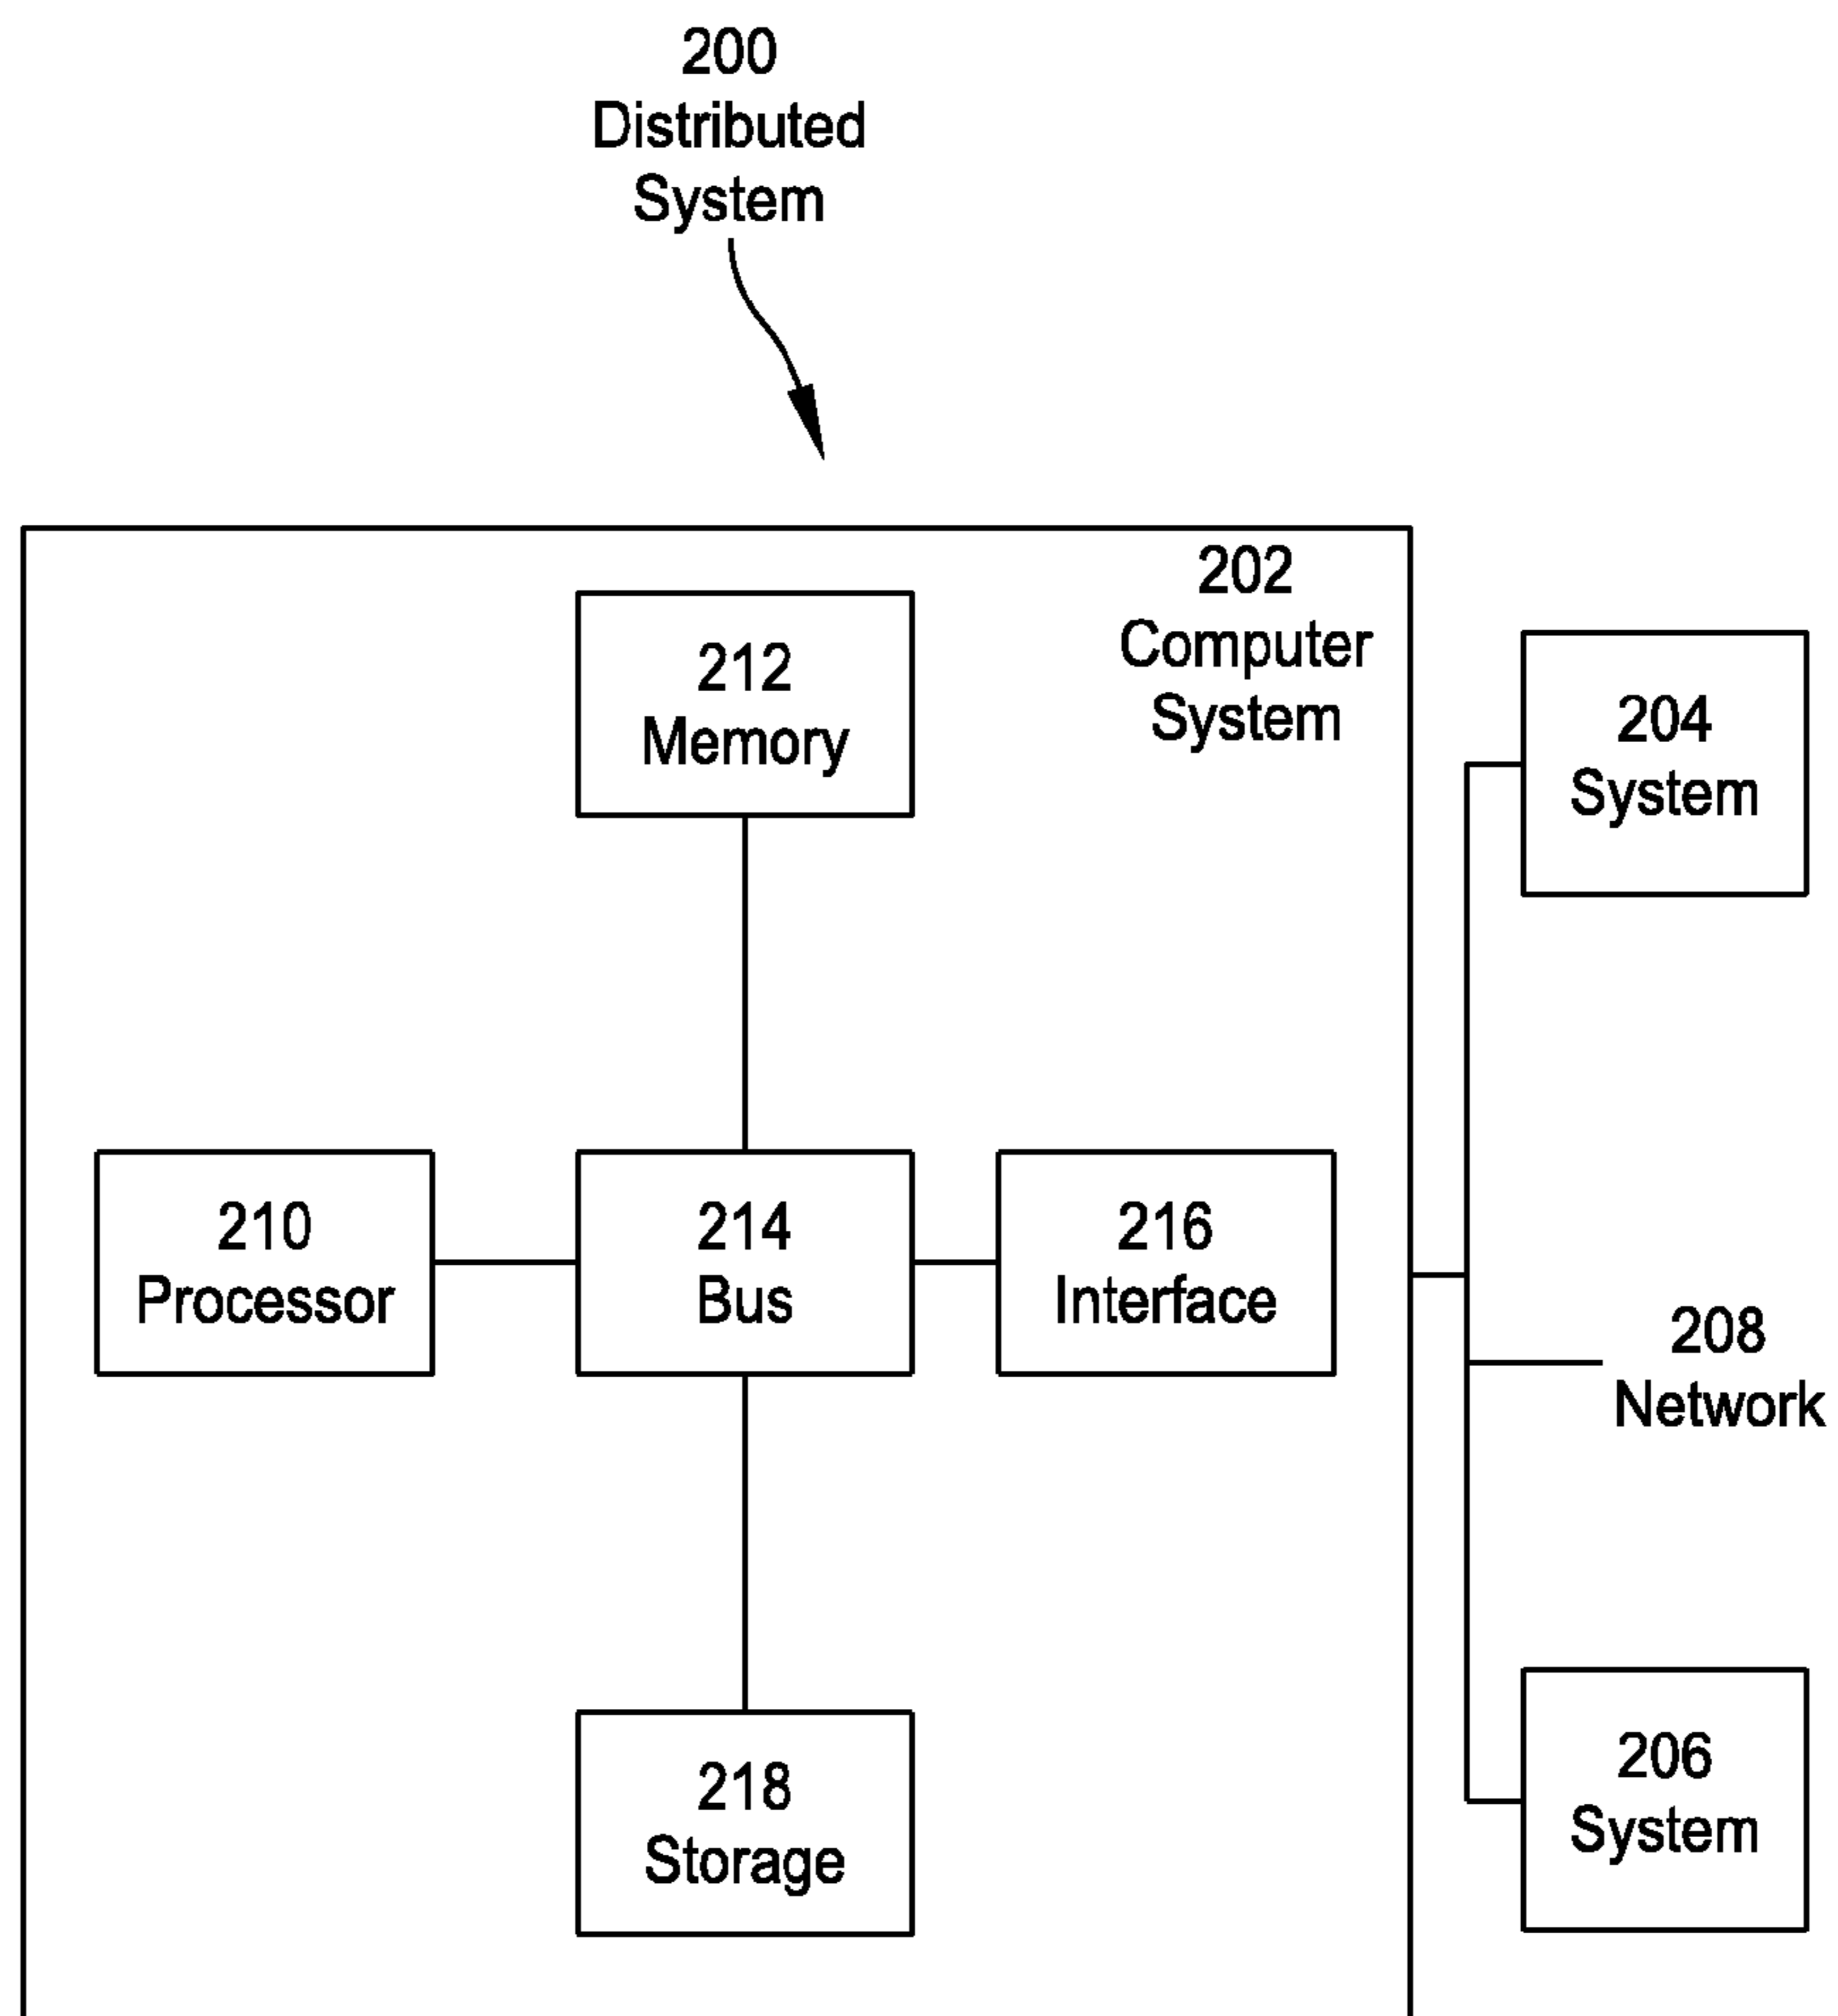 200
Distributed
System
202
Computer
System
212
Memory
204
System
210
Processor
214
Bus
216
Interface
208
Network
218
Storage
206
System